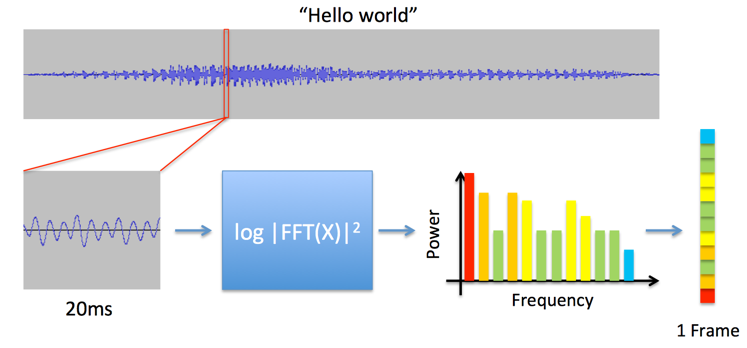 “Hello world”
20ms
log |FFT(X)|²
Power
Frequency
1 Frame